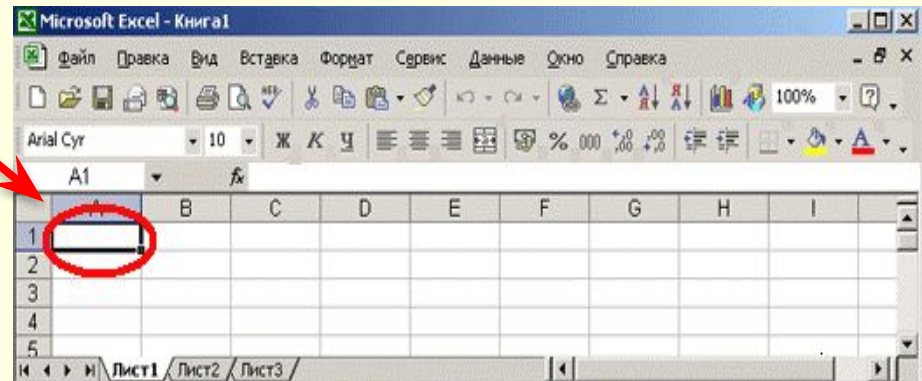 Microsoft Excel - Книга1
Файл Правка Вид Вставка Формат Сервис Данные Окно Справка
100%
Arial Cyr 10 Ж К Ч % 000
A1 fx
A B C D E F G H I
1
2
3
4
5
Лист1 Лист2 Лист3